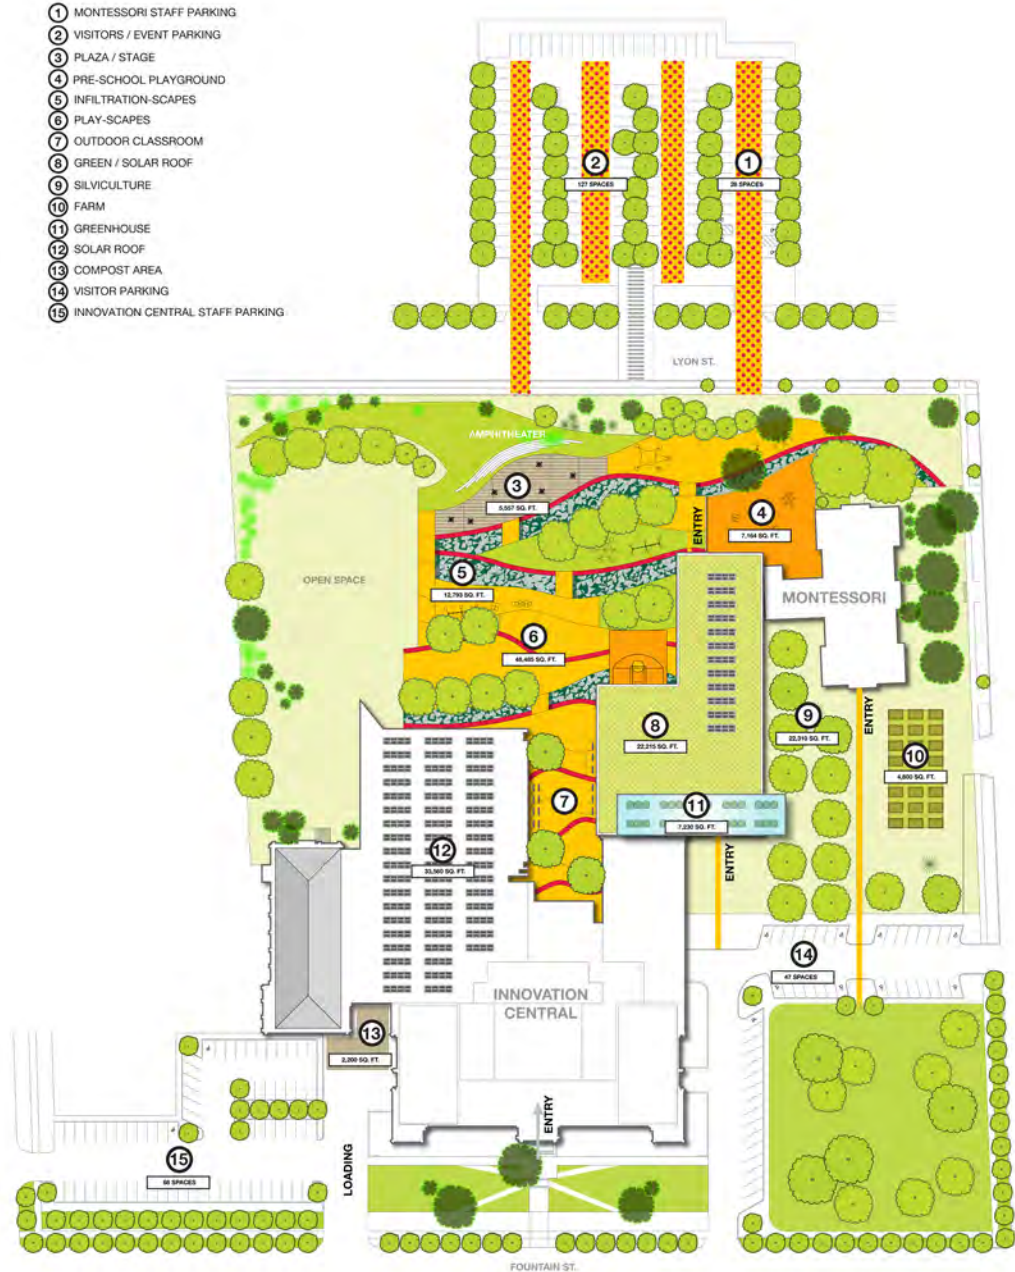 1 MONTESSORI STAFF PARKING
2 VISITORS / EVENT PARKING
3 PLAZA / STAGE
4 PRE-SCHOOL PLAYGROUND
5 INFILTRATION-SCAPES
6 PLAY-SCAPES
7 OUTDOOR CLASSROOM
8 GREEN / SOLAR ROOF
9 SILVICULTURE
10 FARM
11 GREENHOUSE
12 SOLAR ROOF
13 COMPOST AREA
14 VISITOR PARKING
15 INNOVATION CENTRAL STAFF PARKING
2
127 SPACES
1
28 SPACES
LYON ST.
AMPHITHEATER
3
5,557 SQ. FT.
4
7,164 SQ. FT.
ENTRY
5
12,793 SQ. FT.
OPEN SPACE
MONTESSORI
6
48,485 SQ. FT.
8
22,215 SQ. FT.
9
22,310 SQ. FT.
ENTRY
10
4,800 SQ. FT.
7
11
7,230 SQ. FT.
12
33,560 SQ. FT.
ENTRY
14
47 SPACES
INNOVATION
CENTRAL
13
2,200 SQ. FT.
ENTRY
LOADING
15
68 SPACES
FOUNTAIN ST.